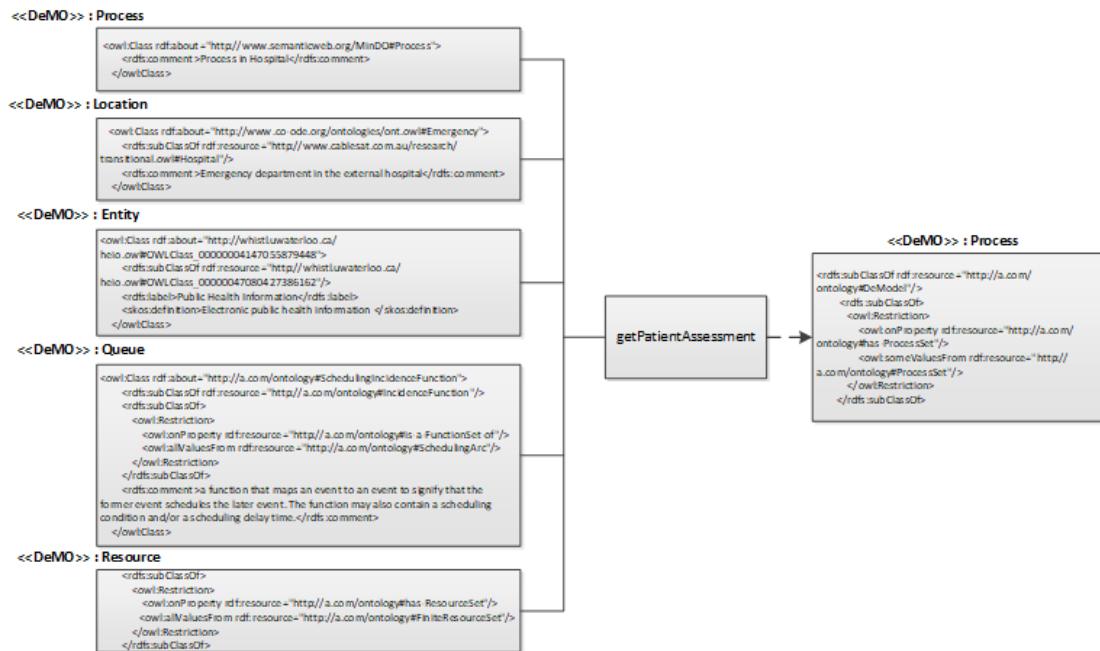 <<DeMO>> : Process
<owl:Class rdf:about="http://www.semanticweb.org/MinDO#Process">
<rdfs:comment>Process in Hospital</rdfs:comment>
</owl:Class>
<<DeMO>> : Location
<owl:Class rdf:about="http://www.co-ode.org/ontologies/ont.owl#Emergency">
<rdfs:subClassOf rdf:resource="http://www.cablesat.com.au/research/
transitional.owl#Hospital"/>
<rdfs:comment>Emergency department in the external hospital</rdfs:comment>
</owl:Class>
<<DeMO>> : Entity
<owl:Class rdf:about="http://whistl.uwaterloo.ca/
heio.owl#OWLClass_00000004147055879448">
<rdfs:subClassOf rdf:resource="http://whistl.uwaterloo.ca/
heio.owl#OWLClass_00000047080427386162"/>
<rdfs:label>Public Health Information</rdfs:label>
<skos:definition>Electronic public health information </skos:definition>
</owl:Class>
<<DeMO>> : Queue
<owl:Class rdf:about="http://a.com/ontology#SchedulingIncidenceFunction">
<rdfs:subClassOf rdf:resource="http://a.com/ontology#IncidenceFunction"/>
<rdfs:subClassOf>
<owl:Restriction>
<owl:onProperty rdf:resource="http://a.com/ontology#is-a-FunctionSet of"/>
<owl:allValuesFrom rdf:resource="http://a.com/ontology#SchedulingArc"/>
</owl:Restriction>
</rdfs:subClassOf>
<rdfs:comment>a function that maps an event to an event to signify that the
former event schedules the later event. The function may also contain a scheduling
condition and/or a scheduling delay time.</rdfs:comment>
</owl:Class>
<<DeMO>> : Resource
<rdfs:subClassOf>
<owl:Restriction>
<owl:onProperty rdf:resource="http://a.com/ontology#has-ResourceSet"/>
<owl:allValuesFrom rdf:resource="http://a.com/ontology#FiniteResourceSet"/>
</owl:Restriction>
</rdfs:subClassOf>
getPatientAssessment
<<DeMO>> : Process
<rdfs:subClassOf rdf:resource="http://a.com/
ontology#DeModel"/>
<rdfs:subClassOf>
<owl:Restriction>
<owl:onProperty rdf:resource="http://a.com/
ontology#has-ProcessSet"/>
<owl:someValuesFrom rdf:resource="http://
a.com/ontology#ProcessSet"/>
</owl:Restriction>
</rdfs:subClassOf>